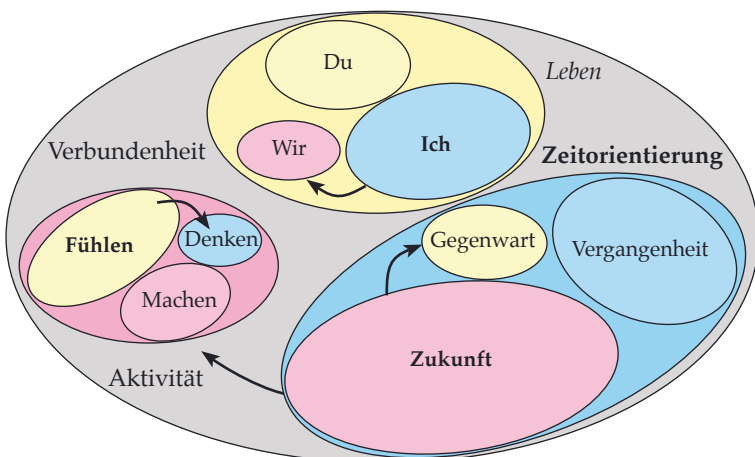 Du
Leben
Verbundenheit
Wir
Ich
Zeitorientierung
Fühlen
Denken
Gegenwart
Vergangenheit
Machen
Zukunft
Aktivität